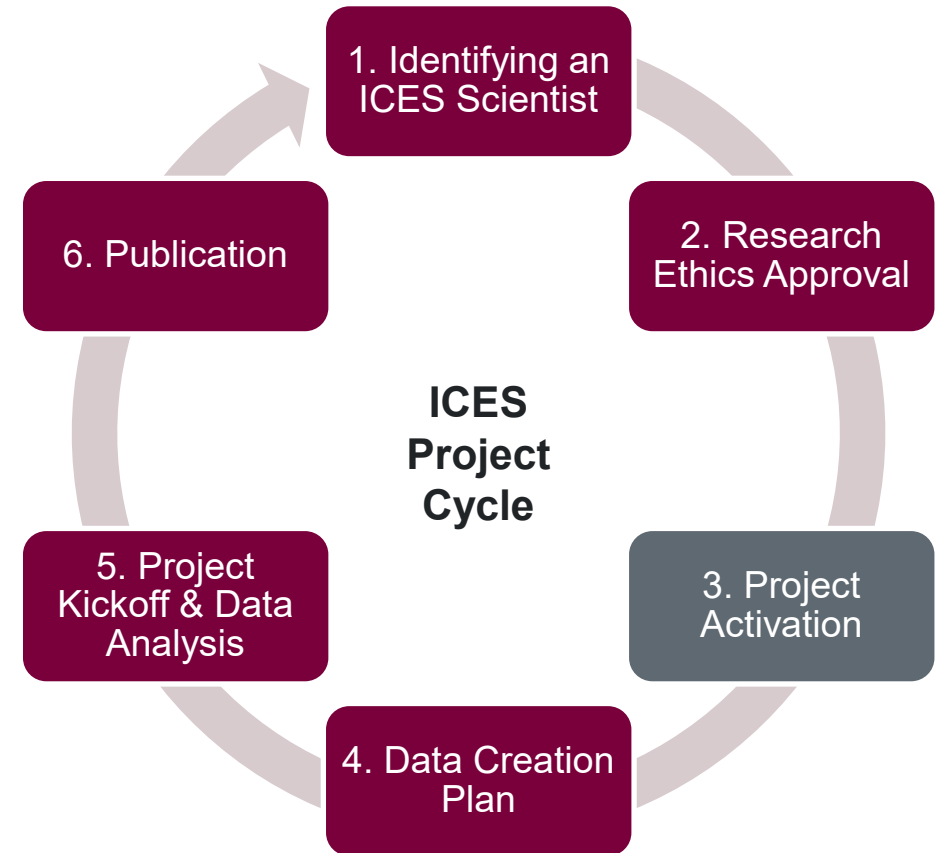 1. Identifying an
ICES Scientist
2. Research
Ethics Approval
3. Project
Activation
4. Data Creation
Plan
5. Project
Kickoff & Data
Analysis
6. Publication
ICES
Project
Cycle